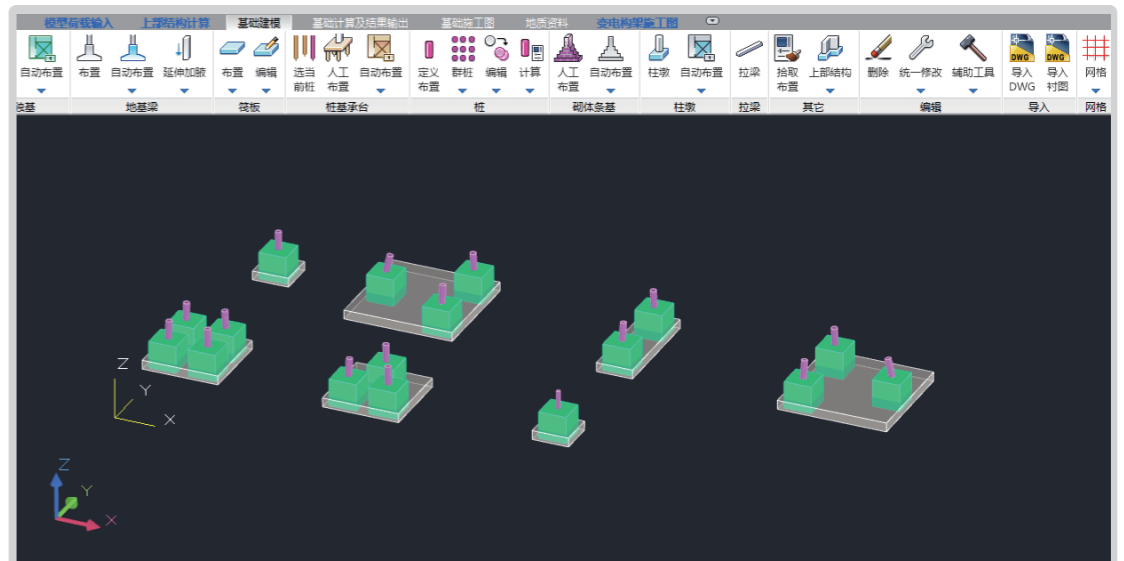 模型荷载输入 上部结构计算 基础建模 基础计算及结果输出 基础施工图 地质资料 变电构架施工图
自动布置 布置 自动布置 延伸加腋 布置 编辑 选当前桩 人工布置 自动布置 定义布置 群桩 编辑 计算 人工布置 自动布置 柱墩 自动布置 拉梁 拾取布置 上部结构 删除 统一修改 辅助工具 导入DWG 导入衬图 网格
DWG DWG
独基 地基梁 筏板 桩基承台 桩 砌体条基 柱墩 拉梁 其它 编辑 导入 网格
Z
Y
X
Z
Y
X